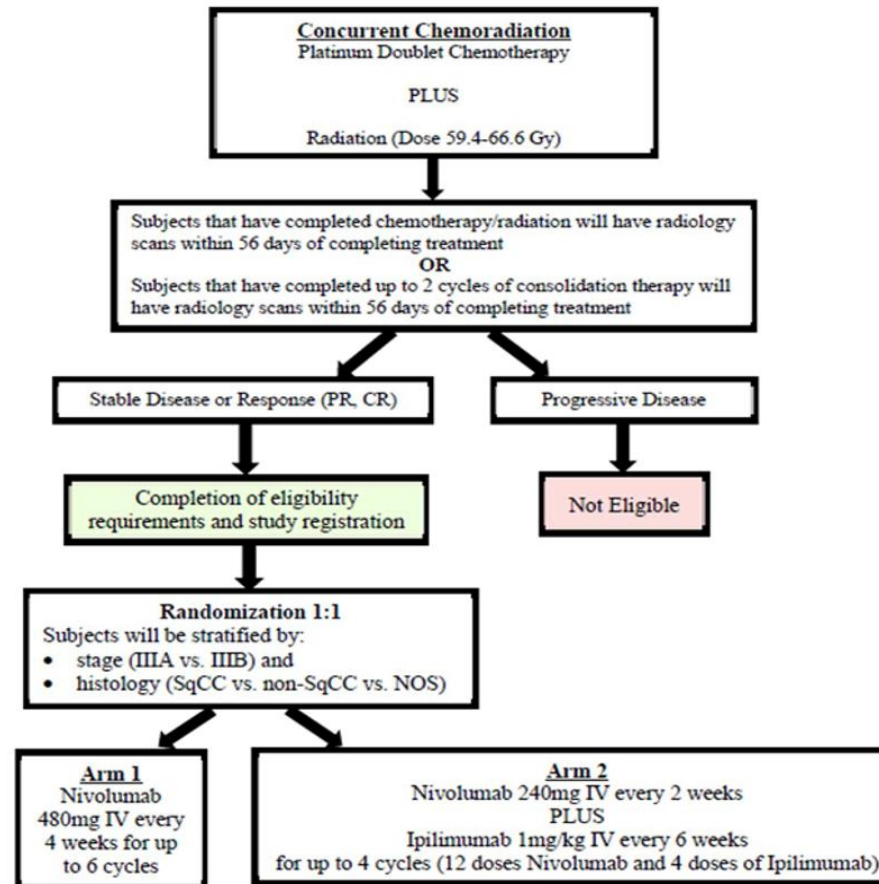 Concurrent Chemoradiation
Platinum Doublet Chemotherapy
PLUS
Radiation (Dose 59.4-66.6 Gy)
Subjects that have completed chemotherapy/radiation will have radiology
scans within 56 days of completing treatment
OR
Subjects that have completed up to 2 cycles of consolidation therapy will
have radiology scans within 56 days of completing treatment
Stable Disease or Response (PR, CR)
Progressive Disease
Completion of eligibility
requirements and study registration
Not Eligible
Randomization 1:1
Subjects will be stratified by:
• stage (IIIA vs. IIIB) and
• histology (SqCC vs. non-SqCC vs. NOS)
Arm 1
Nivolumab
480mg IV every
4 weeks for up
to 6 cycles
Arm 2
Nivolumab 240mg IV every 2 weeks
PLUS
Ipilimumab 1mg/kg IV every 6 weeks
for up to 4 cycles (12 doses Nivolumab and 4 doses of Ipilimumab)